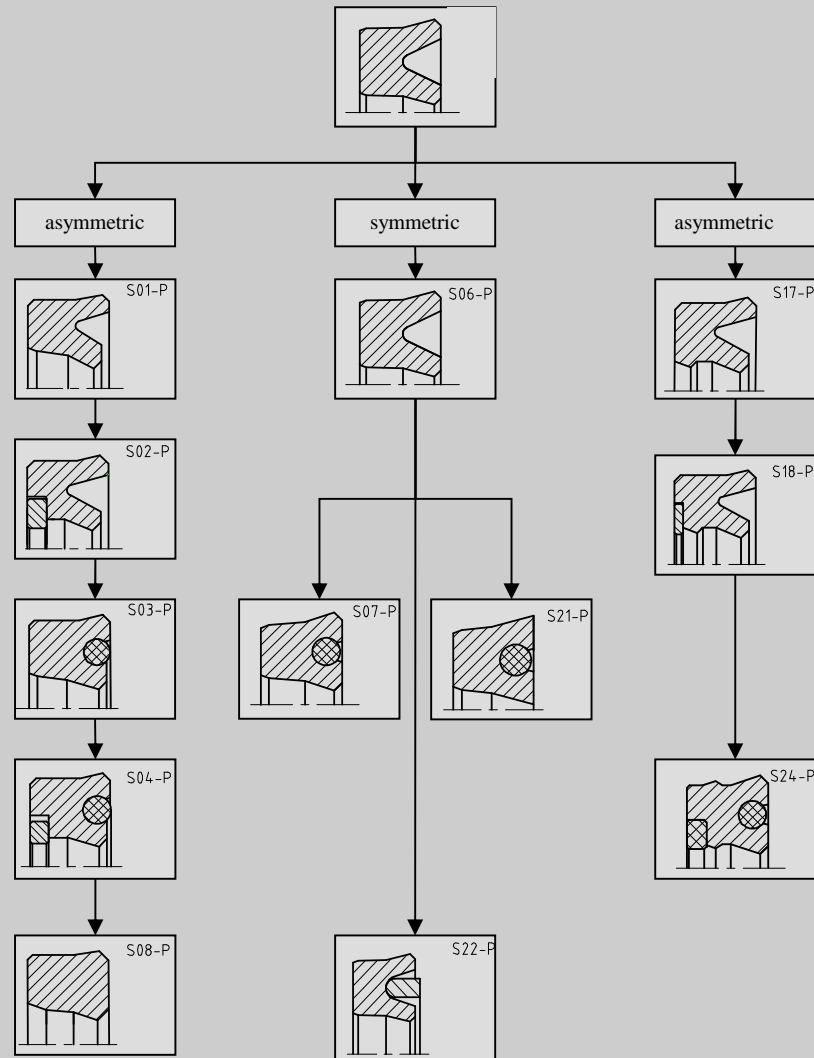 asymmetric
symmetric
asymmetric
S01-P
S06-P
S17-P
S02-P
S18-P
S03-P
S07-P
S21-P
S04-P
S24-P
S08-P
S22-P